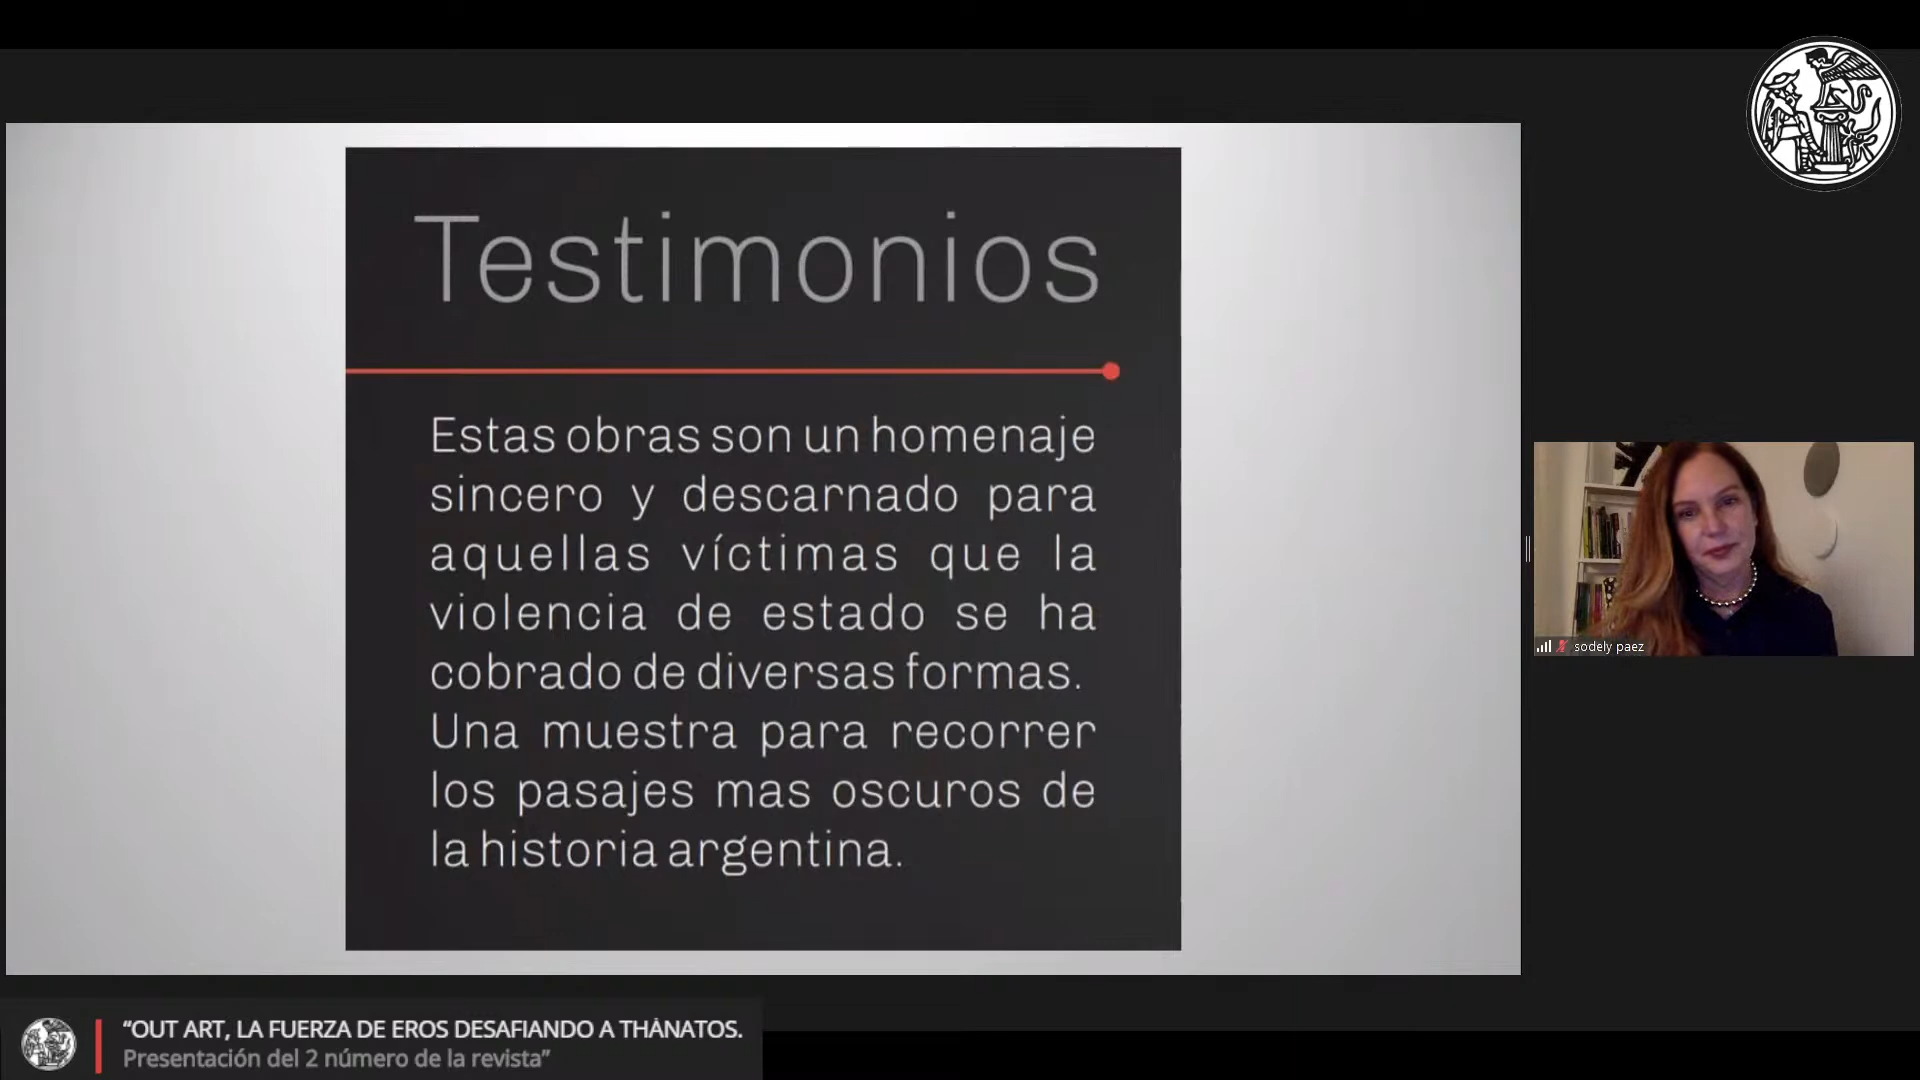 Testimonios
Estas obras son un homenaje
sincero y descarnado para
aquellas víctimas que la
violencia de estado se ha
cobrado de diversas formas.
Una muestra para recorrer
los pasajes mas oscuros de
la historia argentina.
sodely paez
“OUT ART, LA FUERZA DE EROS DESAFIANDO A THÁNATOS.
Presentación del 2 número de la revista”